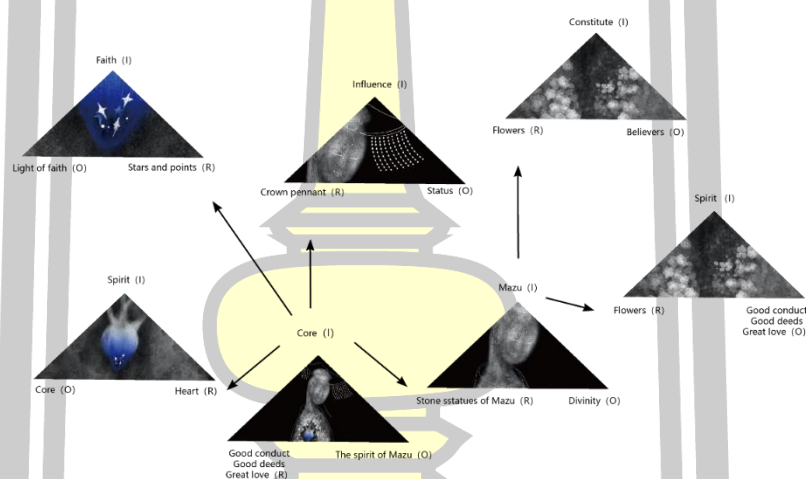 Constitute (I)
Flowers (R)
Believers (O)
Faith (I)
Light of faith (O)
Stars and points (R)
Influence (I)
Crown pennant (R)
Status (O)
Spirit (I)
Flowers (R)
Good conduct
Good deeds
Great love (O)
Mazu (I)
Stone sstatues of Mazu (R)
Divinity (O)
Spirit (I)
Core (O)
Heart (R)
Core (I)
Good conduct
Good deeds
Great love (R)
The spirit of Mazu (O)